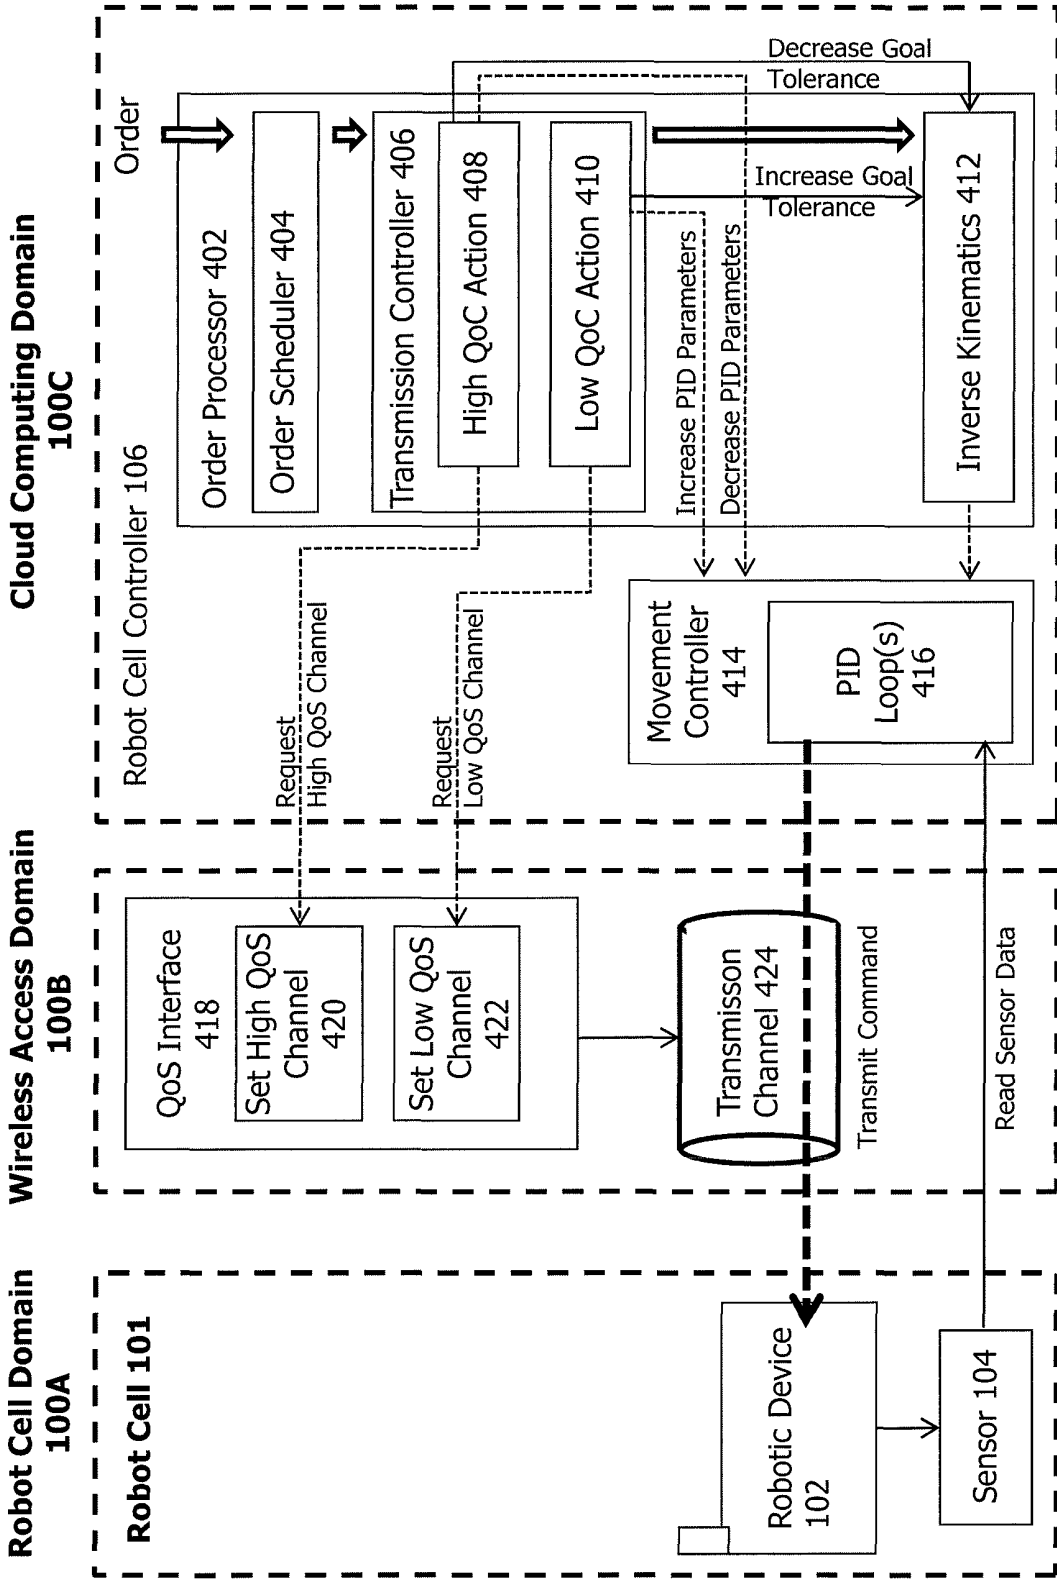 Robot Cell Domain
100A
Wireless Access Domain
100B
Cloud Computing Domain
100C
Robot Cell 101
Robotic Device
102
Sensor 104
QoS Interface
418
Set High QoS
Channel
420
Set Low QoS
Channel
422
Transmisson
Channel 424
Transmit Command
Read Sensor Data
Robot Cell Controller 106
Order
Request
High QoS Channel
Request
Low QoS Channel
Order Processor 402
Order Scheduler 404
Transmission Controller 406
High QoC Action 408
Low QoC Action 410
Increase PID Parameters
Decrease PID Parameters
Decrease Goal
Tolerance
Increase Goal
Tolerance
Inverse Kinematics 412
Movement
Controller
414
PID
Loop(s)
416